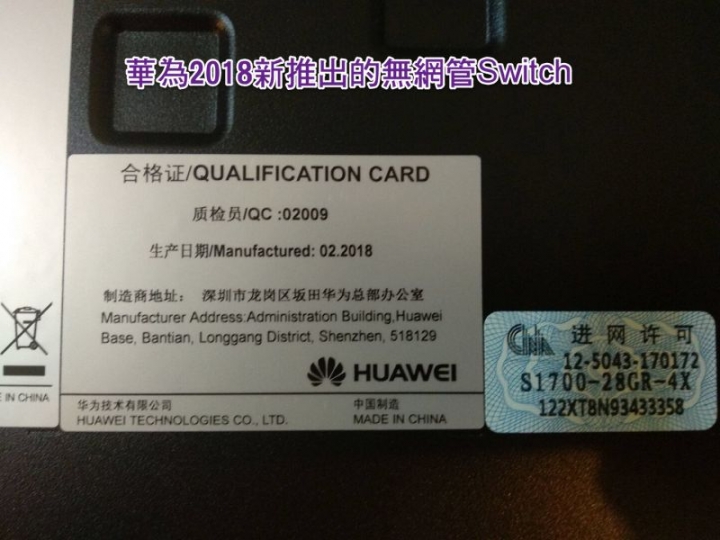 華為2018新推出的無網管Switch
合格证/QUALIFICATION CARD
质检员/QC :02009
生产日期/Manufactured: 02.2018
制造商地址： 深圳市龙岗区坂田华为总部办公室
Manufacturer Address:Administration Building,Huawei
Base, Bantian, Longgang District, Shenzhen, 518129
HUAWEI
华为技术有限公司
HUAWEI TECHNOLOGIES CO., LTD.
中国制造
MADE IN CHINA
E IN CHINA
进网许可
12-5043-170172
S1700-28GR-4X
122XT8N93433358